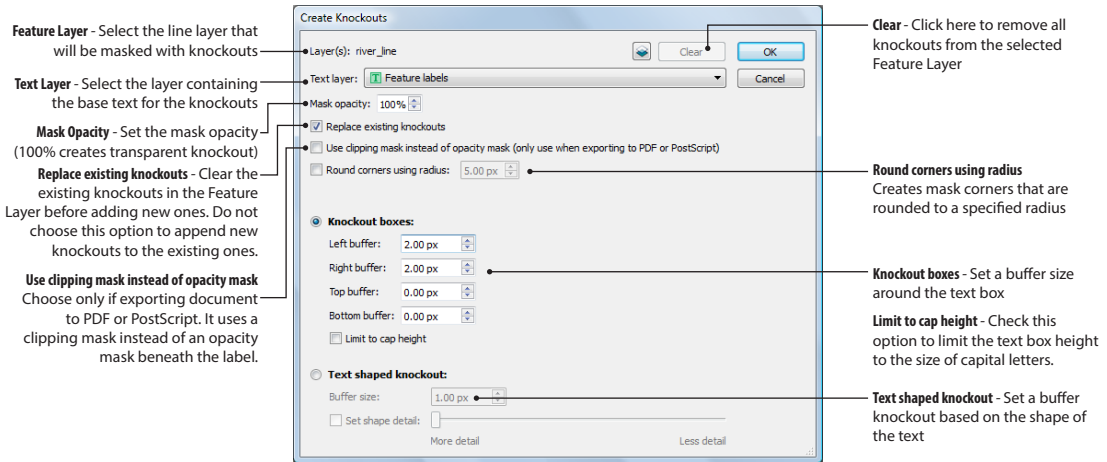 Feature Layer - Select the line layer that
will be masked with knockouts
Text Layer - Select the layer containing
the base text for the knockouts
Mask Opacity - Set the mask opacity
(100% creates transparent knockout)
Replace existing knockouts - Clear the
existing knockouts in the Feature
Layer before adding new ones. Do not
choose this option to append new
knockouts to the existing ones.
Use clipping mask instead of opacity mask
Choose only if exporting document
to PDF or PostScript. It uses a
clipping mask instead of an opacity
mask beneath the label.
Create Knockouts
Layer(s): river_line
Clear
OK
Text layer: T Feature labels
Cancel
Mask opacity: 100%
Replace existing knockouts
Use clipping mask instead of opacity mask (only use when exporting to PDF or PostScript)
Round corners using radius: 5.00 px
Knockout boxes:
Left buffer: 2.00 px
Right buffer: 2.00 px
Top buffer: 0.00 px
Bottom buffer: 0.00 px
Limit to cap height
Text shaped knockout:
Buffer size: 1.00 px
Set shape detail:
More detail Less detail
Clear - Click here to remove all
knockouts from the selected
Feature Layer
Round corners using radius
Creates mask corners that are
rounded to a specified radius
Knockout boxes - Set a buffer size
around the text box
Limit to cap height - Check this
option to limit the text box height
to the size of capital letters.
Text shaped knockout - Set a buffer
knockout based on the shape of
the text